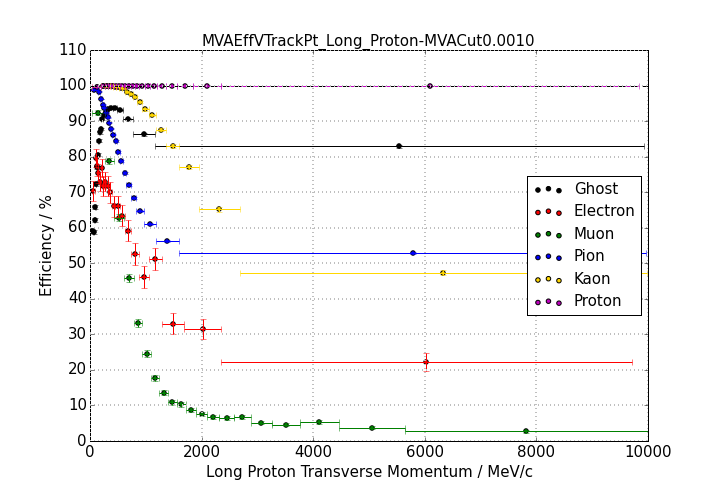 MVAEffVTrackPt_Long_Proton-MVACut0.0010
110
100
90
80
70
60
50
40
30
20
10
0
Efficiency / %
Ghost
Electron
Muon
Pion
Kaon
Proton
0 2000 4000 6000 8000 10000
Long Proton Transverse Momentum / MeV/c